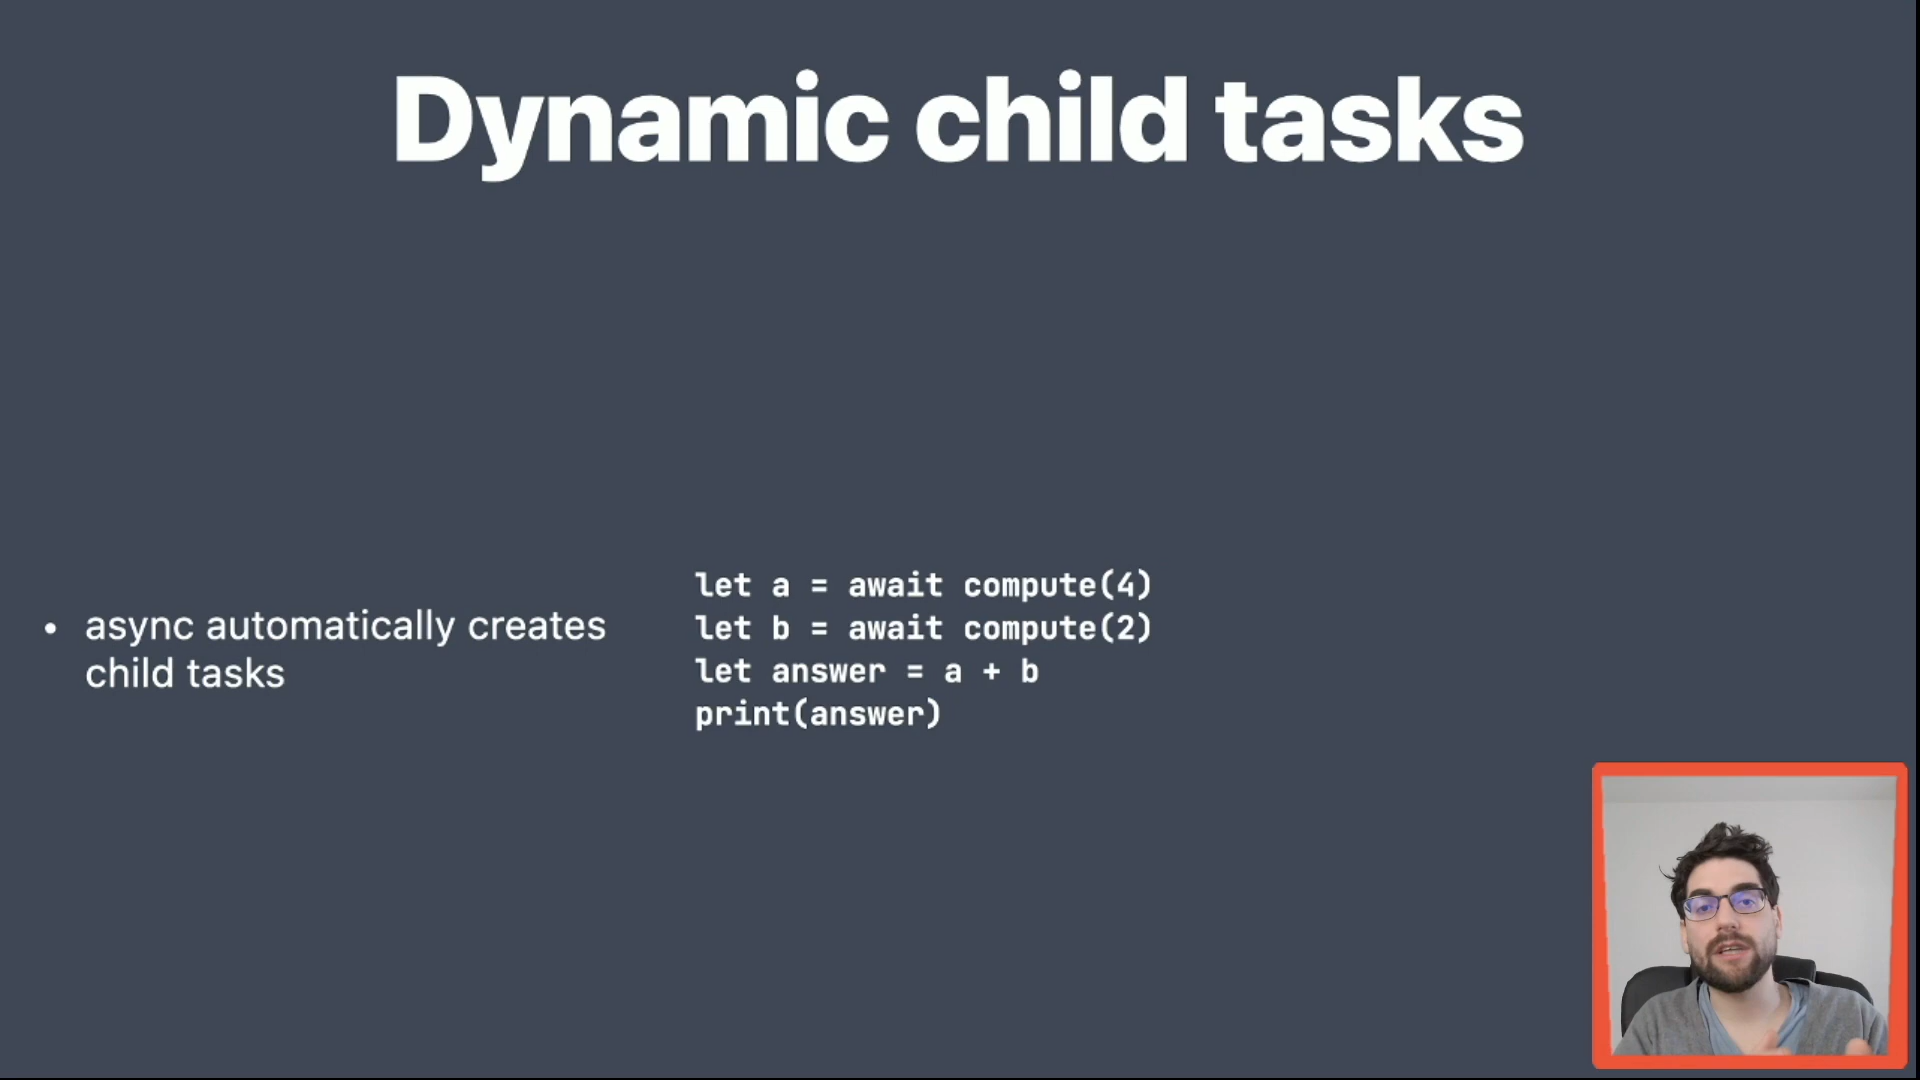 Dynamic child tasks
• async automatically creates
child tasks
let a = await compute(4)
let b = await compute(2)
let answer = a + b
print(answer)